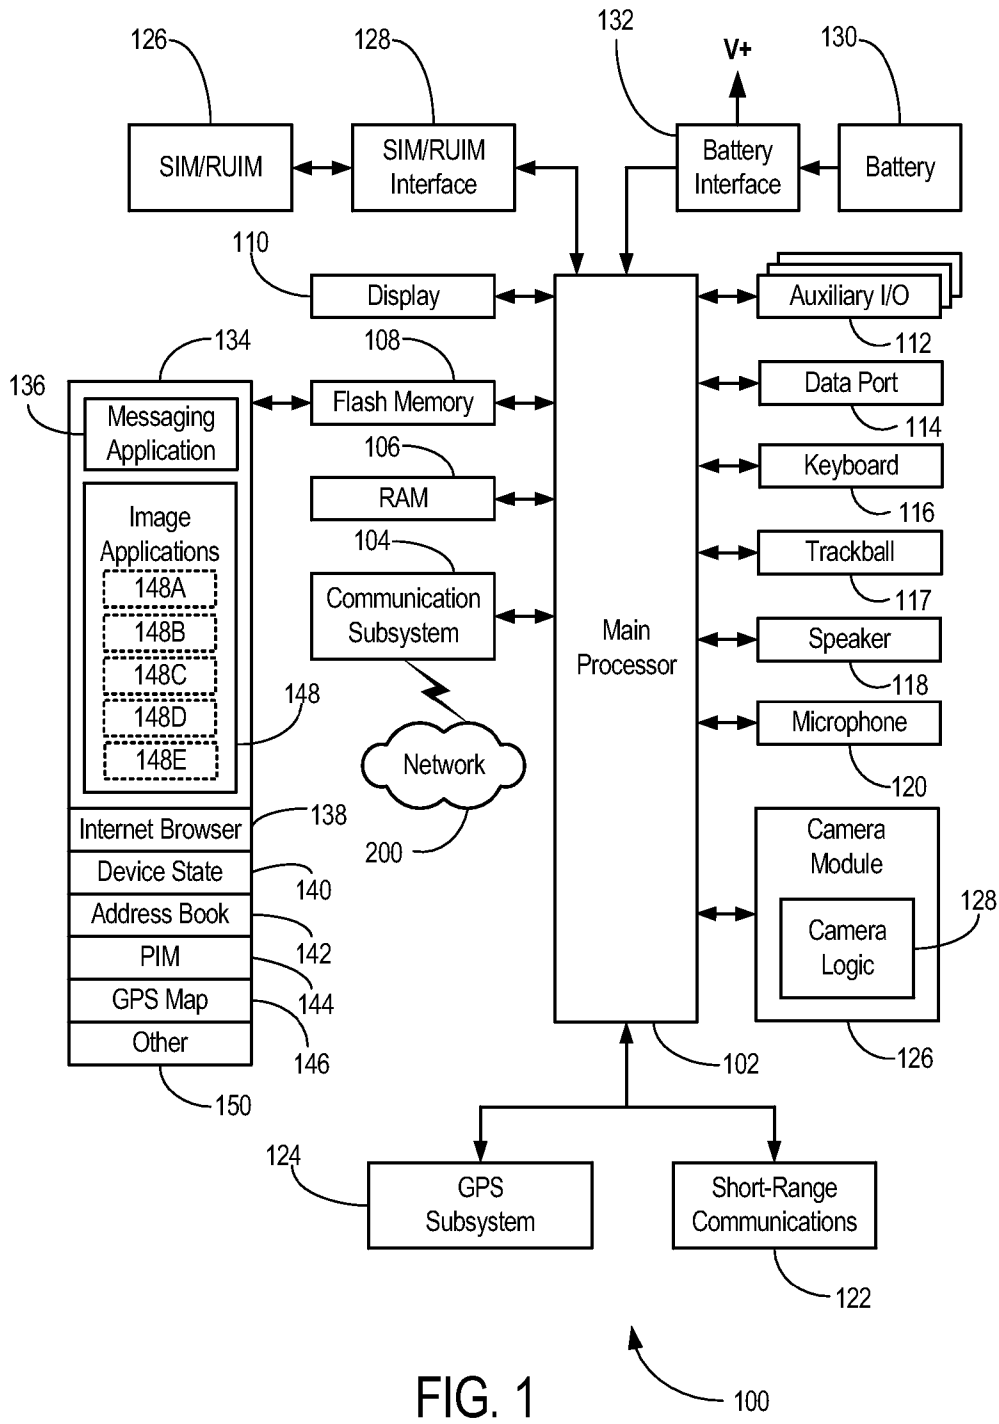 126
128
132
V+
130
SIM/RUIM
SIM/RUIM
Interface
Battery
Interface
Battery
110
Display
Auxiliary I/O
112
134
108
136
Messaging
Application
Flash Memory
Data Port
114
106
RAM
Keyboard
116
Image
Applications
148A
148B
148C
148D
148E
148
104
Communication
Subsystem
Trackball
117
Main
Processor
Speaker
118
Microphone
120
Network
200
Internet Browser
138
Device State
140
Address Book
142
PIM
144
GPS Map
146
Other
150
Camera
Module
Camera
Logic
128
126
102
124
GPS
Subsystem
Short-Range
Communications
122
100
FIG. 1